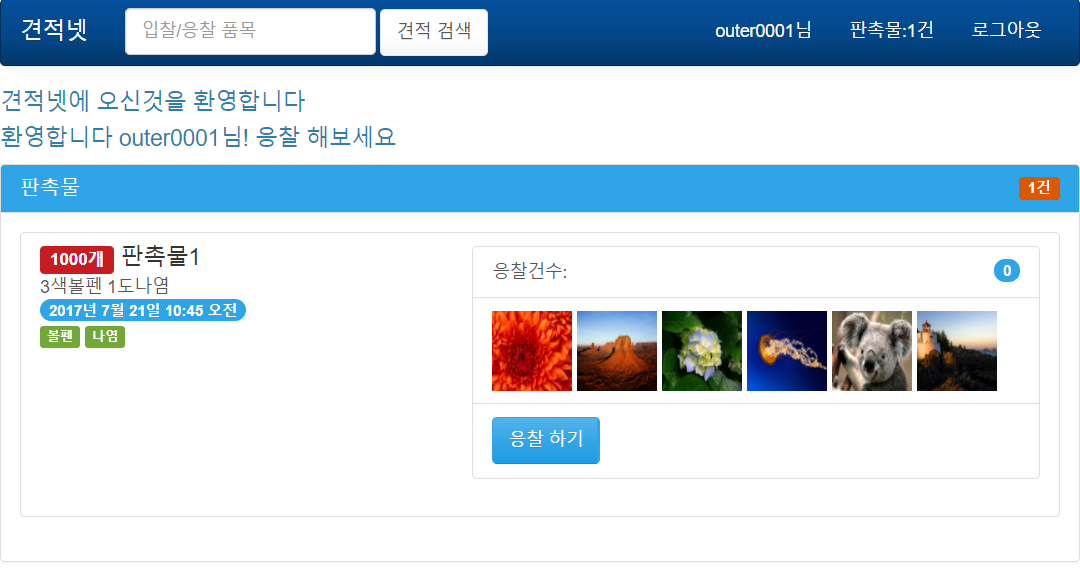 견적넷 입찰/응찰 품목 견적 검색 outer0001님 판촉물:1건 로그아웃
견적넷에 오신것을 환영합니다
환영합니다 outer0001님! 응찰 해보세요
판촉물 1건
1000개 판촉물1
3색볼펜 1도나염
2017년 7월 21일 10:45 오전
볼펜 나염
응찰건수: 0
응찰 하기